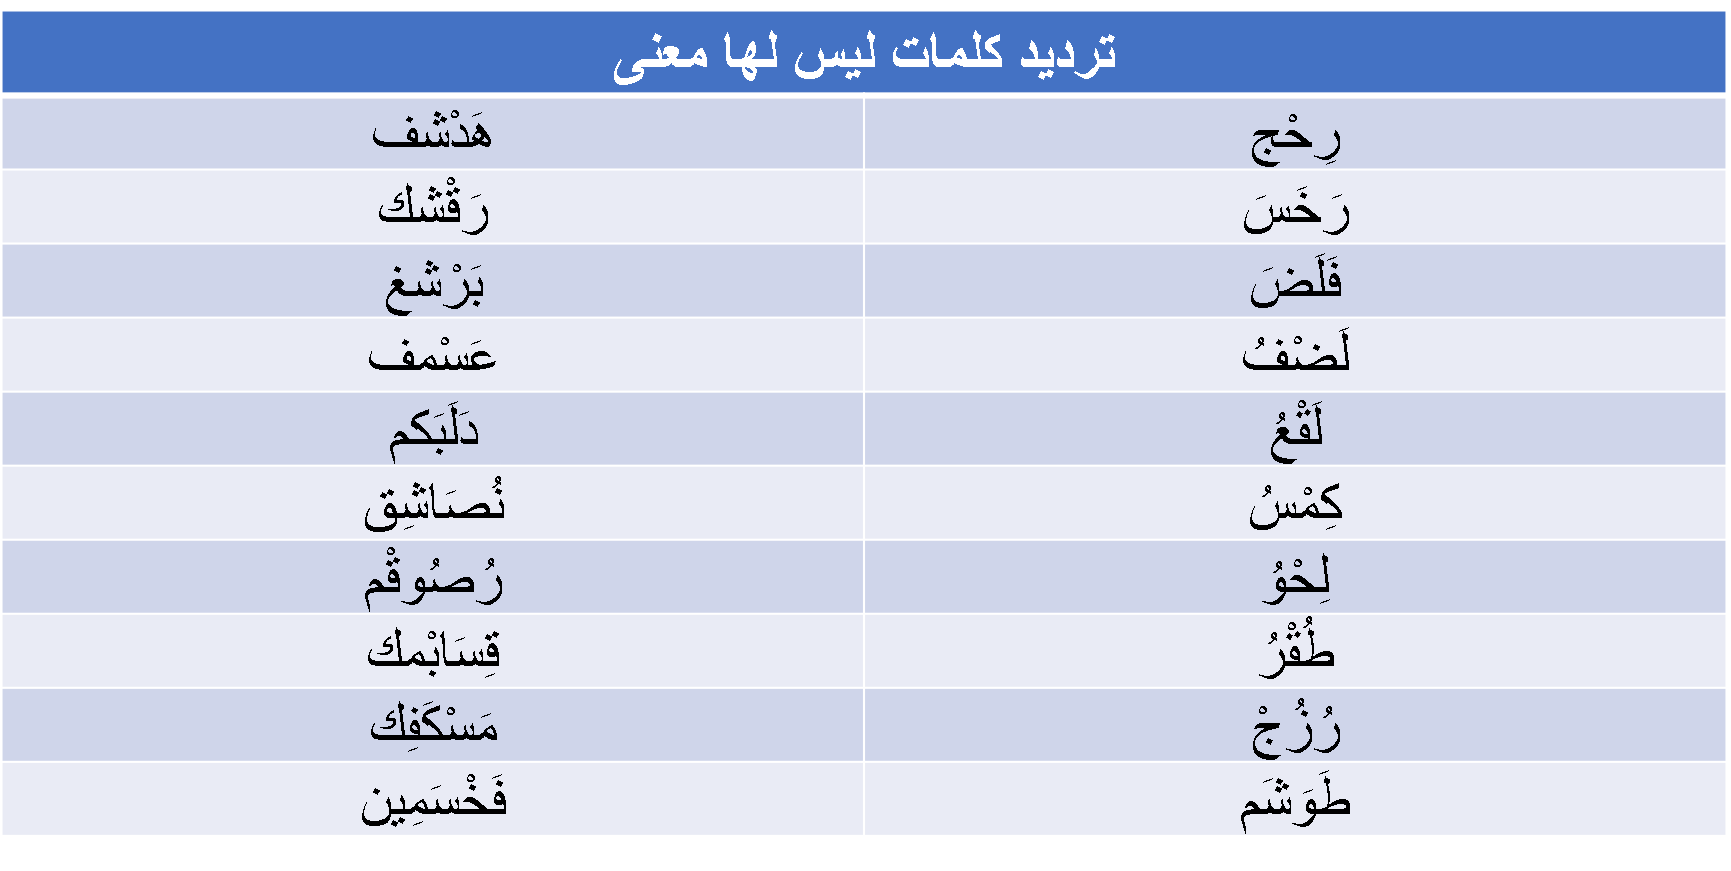 ترديد كلمات ليس لها معنى
رِحْج هَدْشف
رَخَسَ رَقْشك
فَلَضَ بَرْشغ
لَضْفُ عَسْمف
لَقْعُ دَلَبَكم
كِمْسُ نُصَاشِق
لِحْوُ رُصُوقْم
طُقْرُ قِسَابْمك
رُزُجْ مَسْكَفِك
طَوَشَم فَخْسَمِين